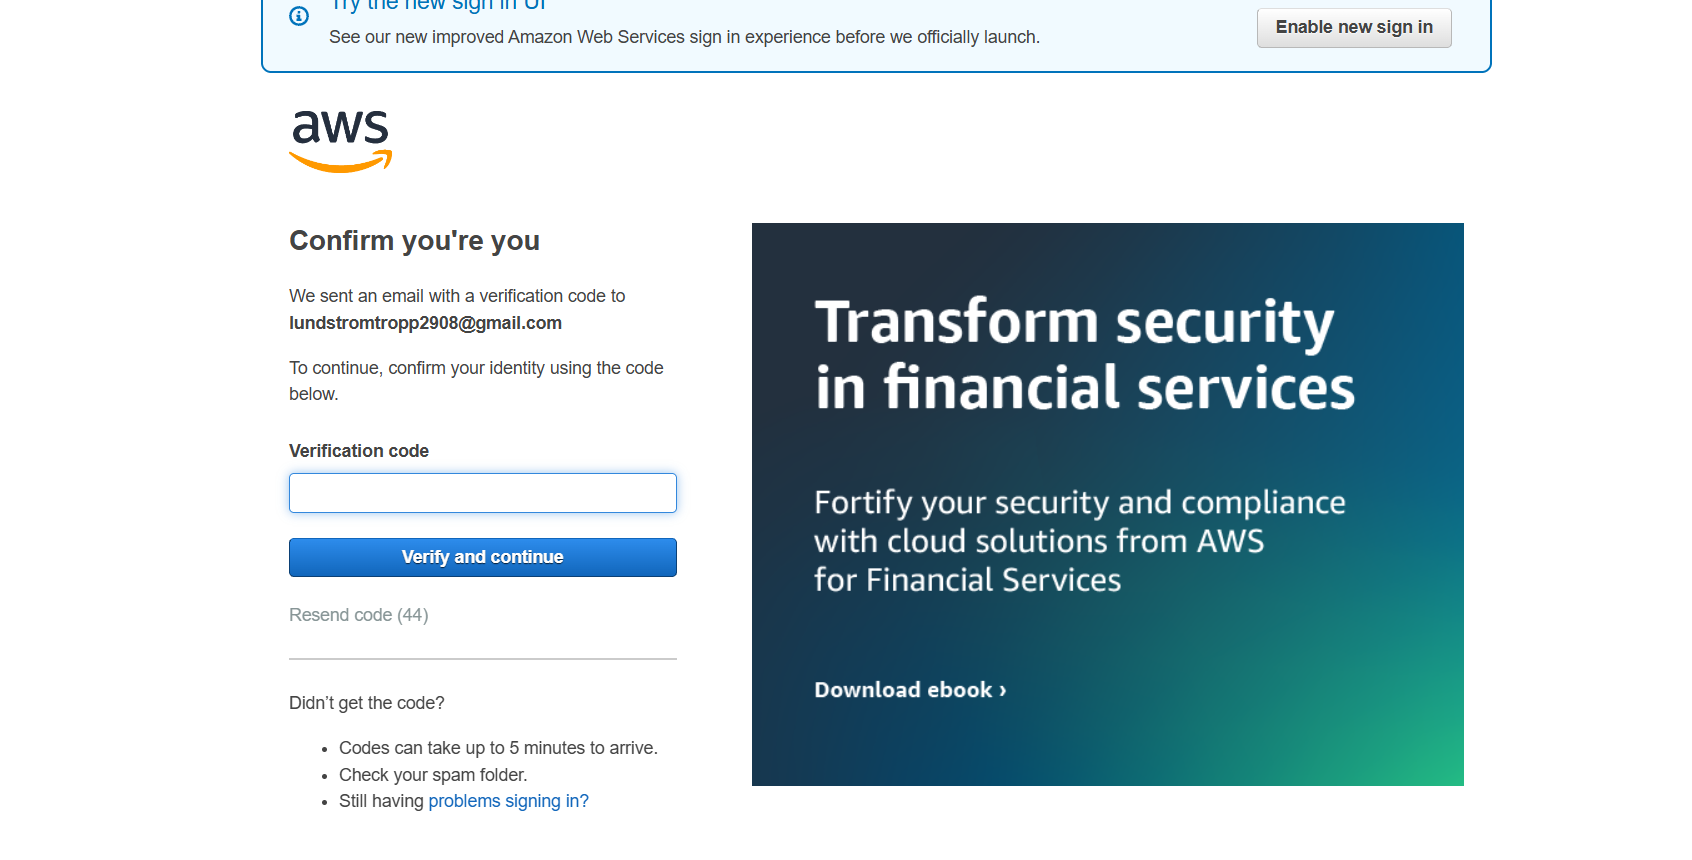 Try the new sign in UI
See our new improved Amazon Web Services sign in experience before we officially launch.
Enable new sign in
aws
Confirm you're you
We sent an email with a verification code to
lundstromtropp2908@gmail.com
To continue, confirm your identity using the code
below.
Verification code
Verify and continue
Resend code (44)
Didn’t get the code?
• Codes can take up to 5 minutes to arrive.
• Check your spam folder.
• Still having problems signing in?
Transform security
in financial services
Fortify your security and compliance
with cloud solutions from AWS
for Financial Services
Download ebook ›